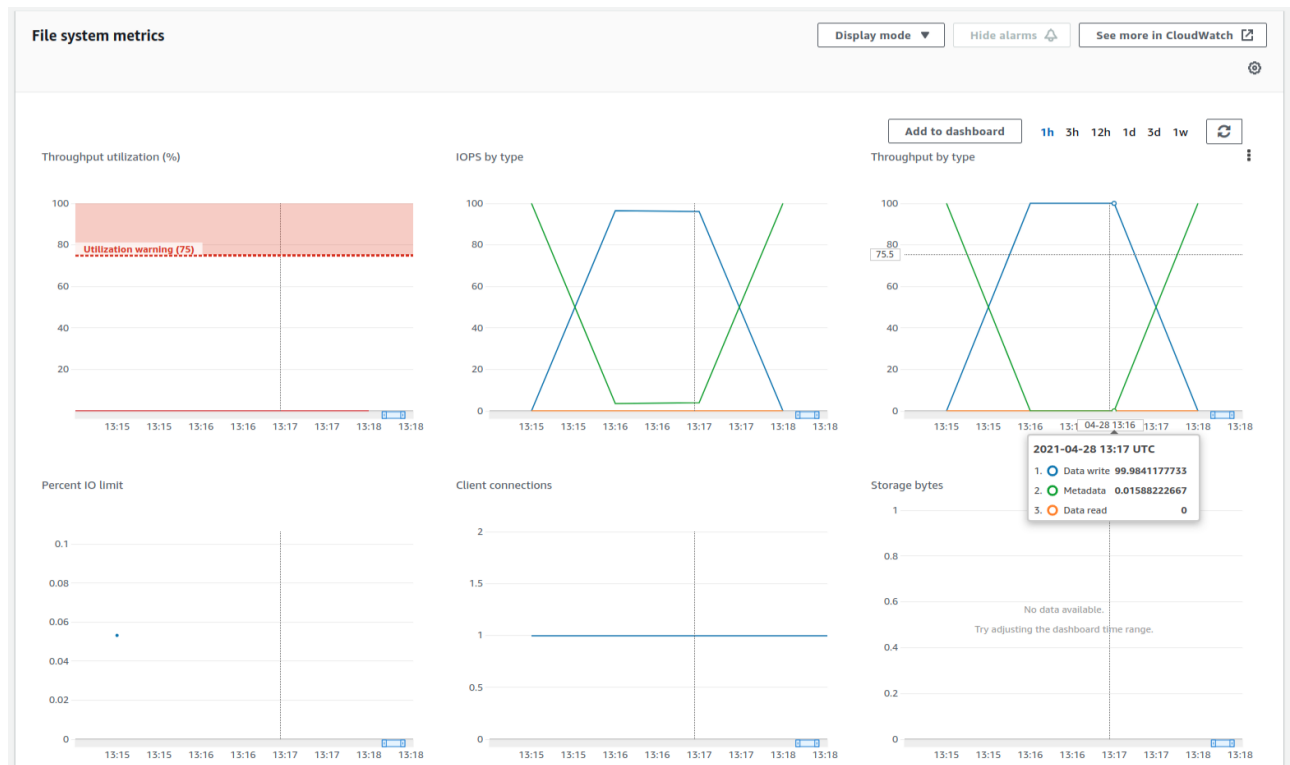 File system metrics
Display mode ▼
Hide alarms
See more in CloudWatch
Add to dashboard
1h 3h 12h 1d 3d 1w
Throughput utilization (%)
100
80
60
40
20
Utilization warning (75)
13:15 13:15 13:16 13:16 13:17 13:17 13:18 13:18
IOPS by type
100
80
60
40
20
0
13:15 13:15 13:16 13:16 13:17 13:17 13:18 13:18
Throughput by type
100
80
75.5
60
40
20
0
13:15 13:15 13:16 13:1 04-28 13:16 13:17 13:18 13:18
2021-04-28 13:17 UTC
1. Data write 99.9841177733
2. Metadata 0.01588222667
3. Data read 0
Percent IO limit
0.1
0.08
0.06
0.04
0.02
0
13:15 13:15 13:16 13:16 13:17 13:17 13:18 13:18
Client connections
2
1.5
1
0.5
0
13:15 13:15 13:16 13:16 13:17 13:17 13:18 13:18
Storage bytes
1
0.8
0.6
0.4
0.2
0
No data available.
Try adjusting the dashboard time range.
13:15 13:15 13:16 13:16 13:17 13:17 13:18 13:18